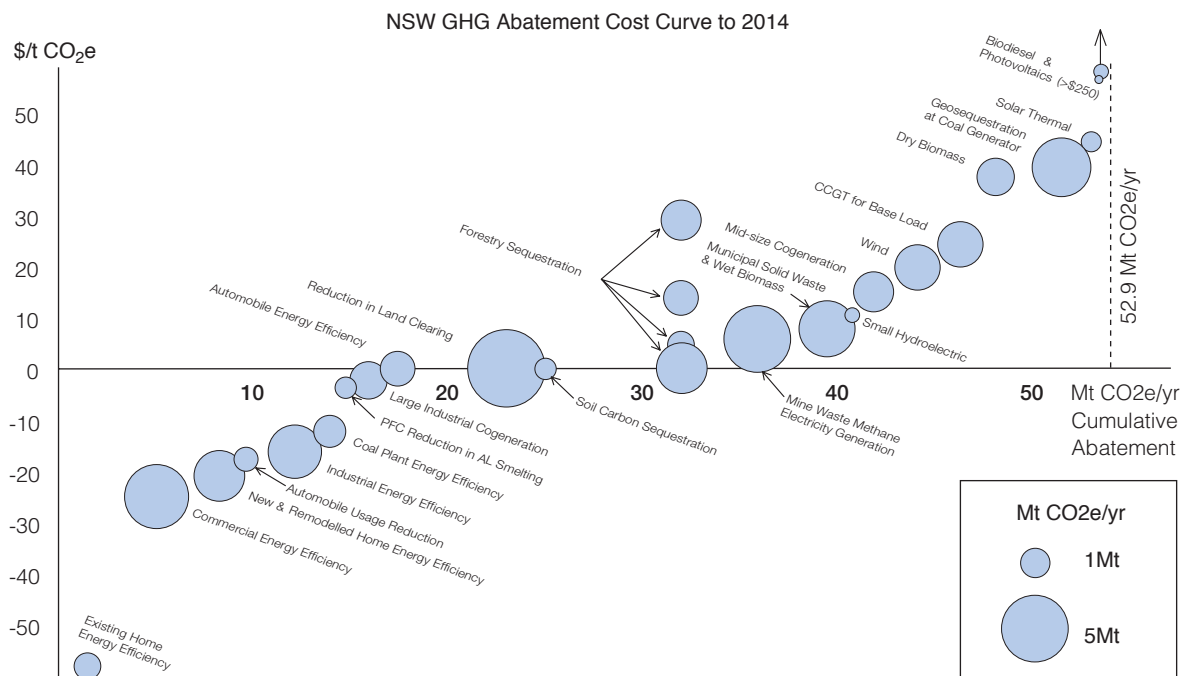 NSW GHG Abatement Cost Curve to 2014
$/t CO2e
50
40
30
20
10
0
-10
-20
-30
-40
-50
10
20
30
40
50
Mt CO2e/yr
Cumulative
Abatement
52.9 Mt CO2e/yr
Biodiesel &
Photovoltaics (>$250)
Solar Thermal
Geosequestration
at Coal Generator
Dry Biomass
CCGT for Base Load
Wind
Mid-size Cogeneration
Municipal Solid Waste
& Wet Biomass
Small Hydroelectric
Forestry Sequestration
Reduction in Land Clearing
Automobile Energy Efficiency
Mine Waste Methane
Electricity Generation
Soil Carbon Sequestration
Large Industrial Cogeneration
PFC Reduction in AL Smelting
Coal Plant Energy Efficiency
Industrial Energy Efficiency
Automobile Usage Reduction
New & Remodelled Home Energy Efficiency
Commercial Energy Efficiency
Existing Home
Energy Efficiency
Mt CO2e/yr
1Mt
5Mt